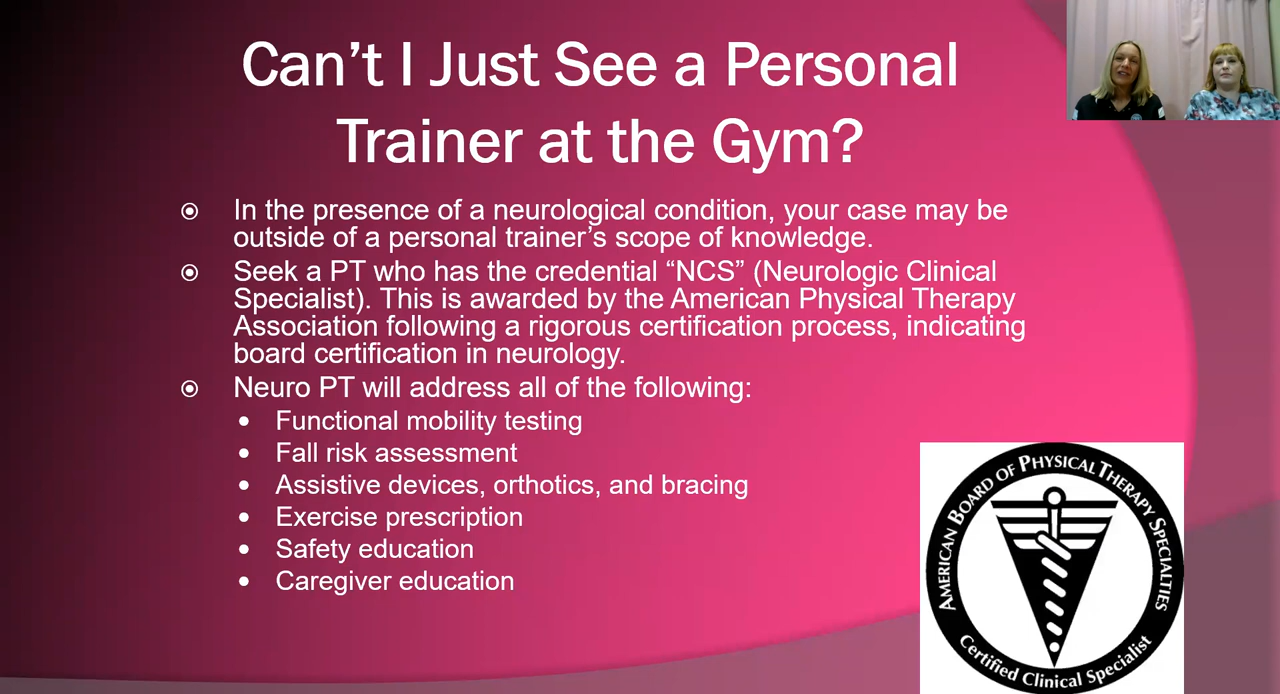 Can’t I Just See a Personal
Trainer at the Gym?
In the presence of a neurological condition, your case may be
outside of a personal trainer’s scope of knowledge.
Seek a PT who has the credential “NCS” (Neurologic Clinical
Specialist). This is awarded by the American Physical Therapy
Association following a rigorous certification process, indicating
board certification in neurology.
Neuro PT will address all of the following:
Functional mobility testing
Fall risk assessment
Assistive devices, orthotics, and bracing
Exercise prescription
Safety education
Caregiver education
AMERICAN BOARD OF PHYSICAL THERAPY SPECIALTIES
Certified Clinical Specialist